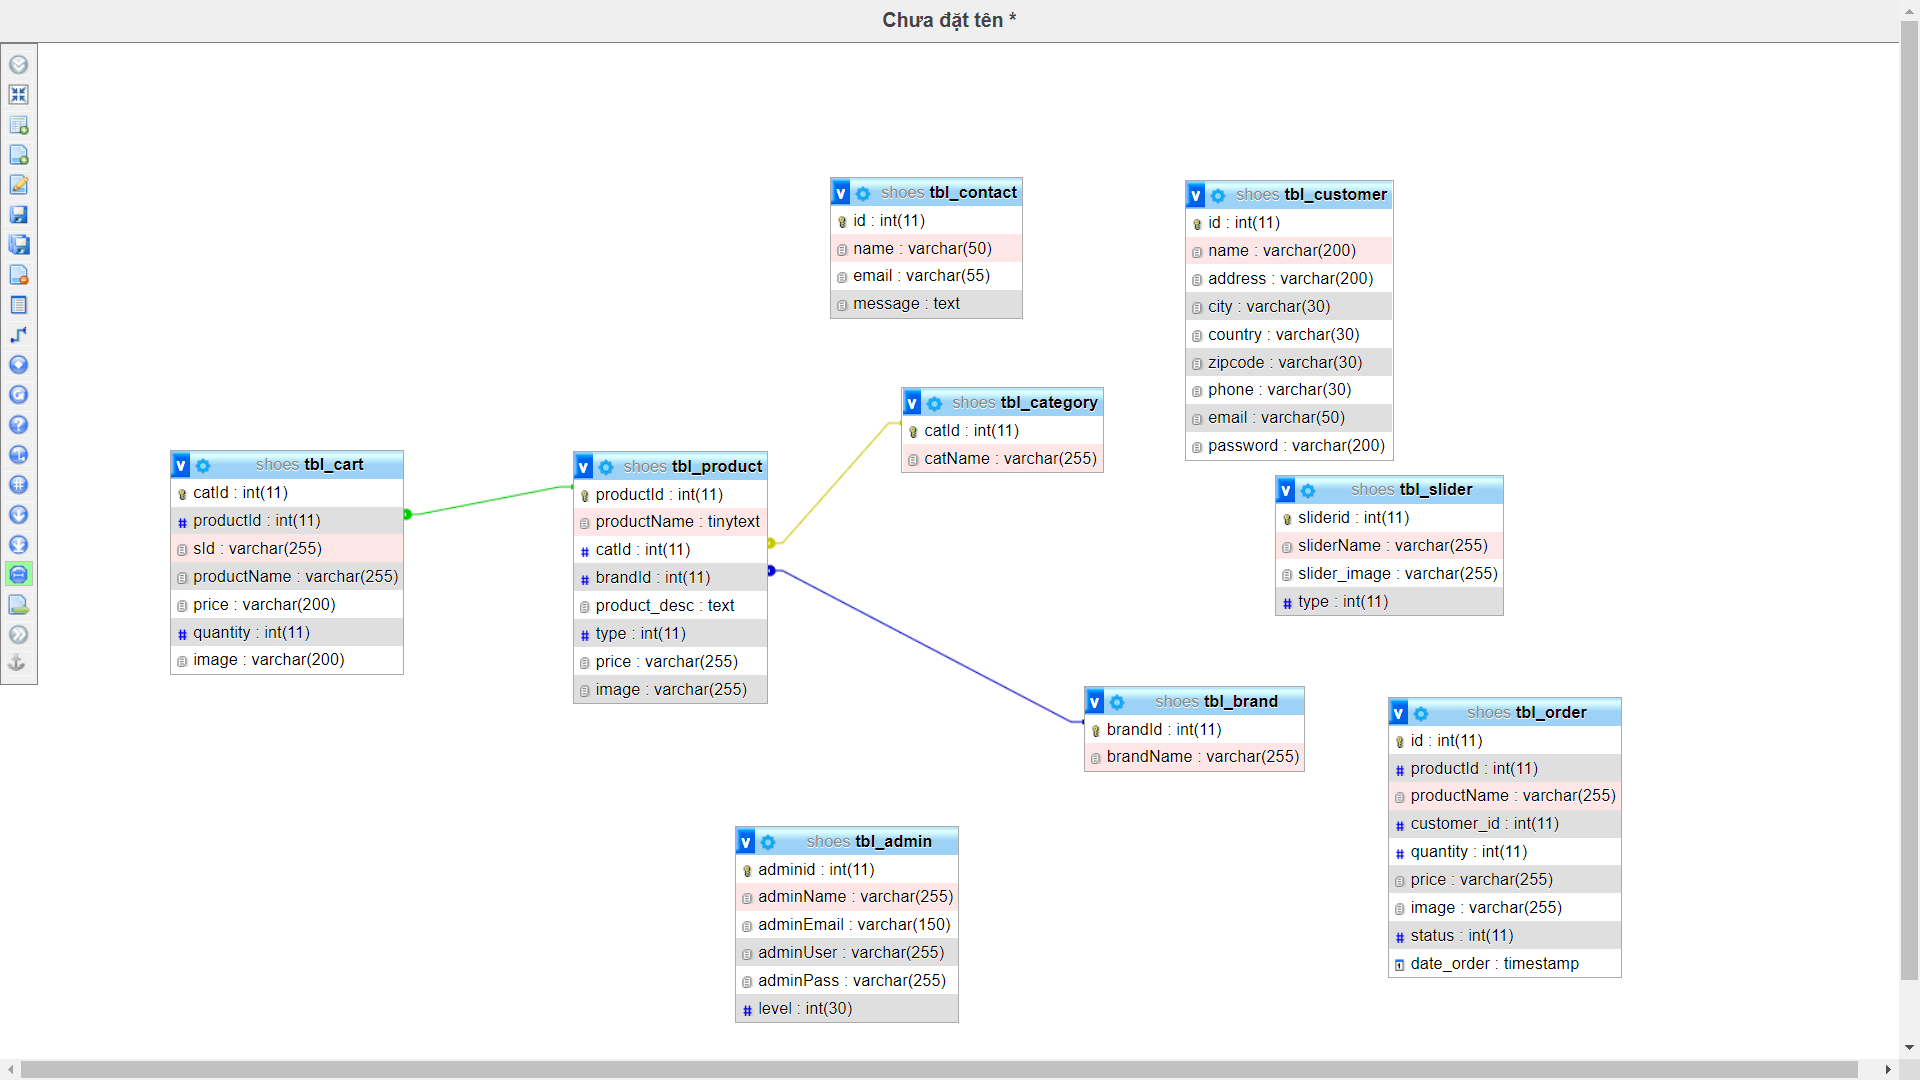 Chưa đặt tên *
shoes tbl_contact
id : int(11)
name : varchar(50)
email : varchar(55)
message : text
shoes tbl_customer
id : int(11)
name : varchar(200)
address : varchar(200)
city : varchar(30)
country : varchar(30)
zipcode : varchar(30)
phone : varchar(30)
email : varchar(50)
password : varchar(200)
shoes tbl_category
catId : int(11)
catName : varchar(255)
shoes tbl_cart
catId : int(11)
productId : int(11)
sId : varchar(255)
productName : varchar(255)
price : varchar(200)
quantity : int(11)
image : varchar(200)
shoes tbl_product
productId : int(11)
productName : tinytext
catId : int(11)
brandId : int(11)
product_desc : text
type : int(11)
price : varchar(255)
image : varchar(255)
shoes tbl_slider
sliderid : int(11)
sliderName : varchar(255)
slider_image : varchar(255)
type : int(11)
shoes tbl_brand
brandId : int(11)
brandName : varchar(255)
shoes tbl_order
id : int(11)
productId : int(11)
productName : varchar(255)
customer_id : int(11)
quantity : int(11)
price : varchar(255)
image : varchar(255)
status : int(11)
date_order : timestamp
shoes tbl_admin
adminid : int(11)
adminName : varchar(255)
adminEmail : varchar(150)
adminUser : varchar(255)
adminPass : varchar(255)
level : int(30)